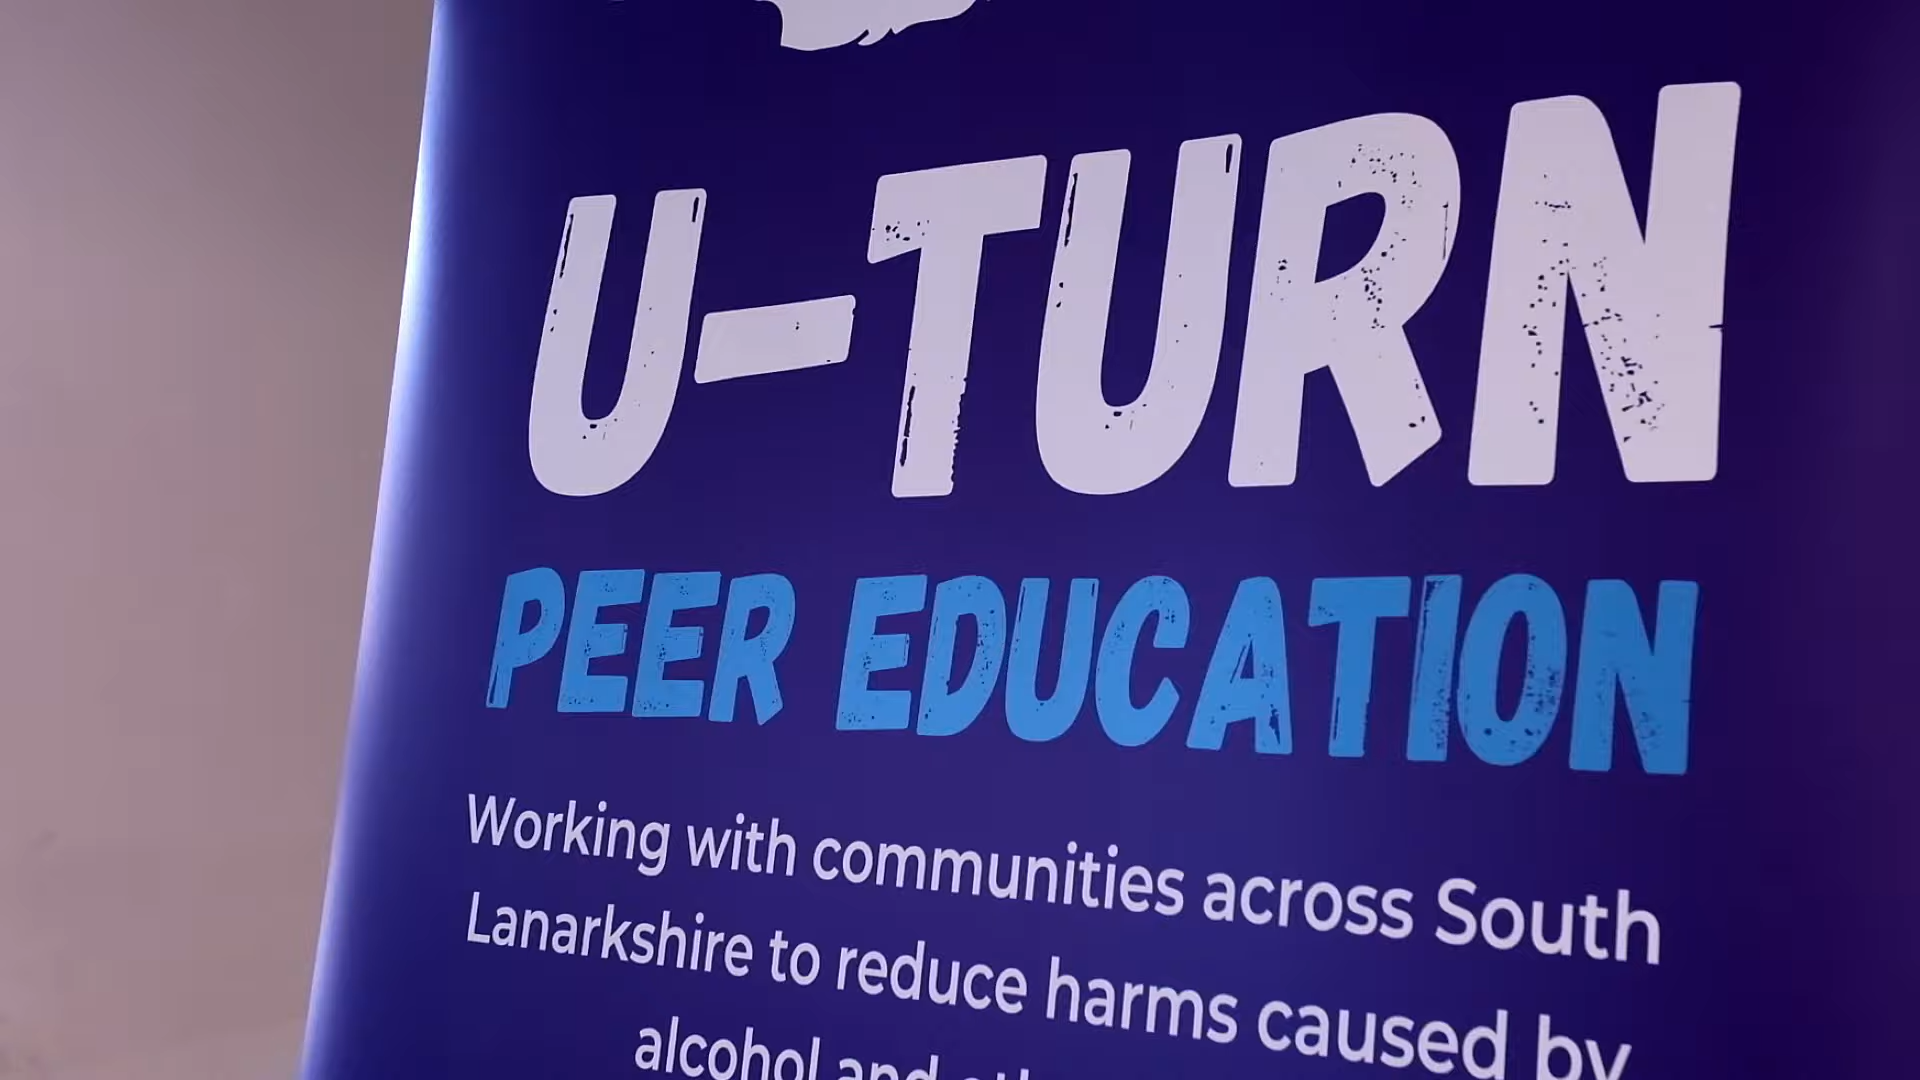 U-TURN
PEER EDUCATION
Working with communities across South
Lanarkshire to reduce harms caused by
alcohol and